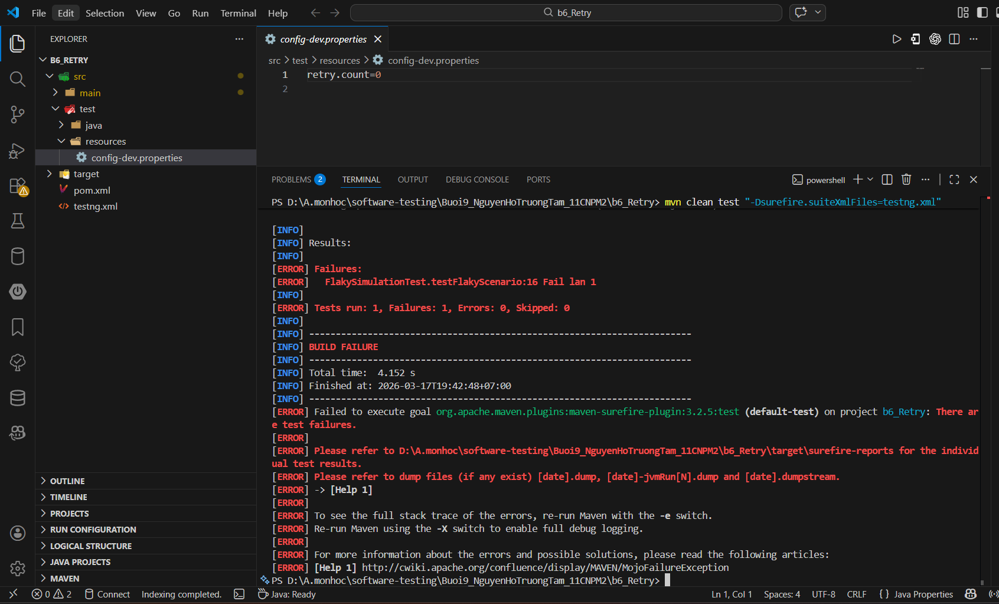 File Edit Selection View Go Run Terminal Help
b6_Retry
EXPLORER
B6_RETRY
src
main
test
java
resources
config-dev.properties
target
pom.xml
testng.xml
OUTLINE
TIMELINE
PROJECTS
RUN CONFIGURATION
LOGICAL STRUCTURE
JAVA PROJECTS
MAVEN
config-dev.properties
src > test > resources > config-dev.properties
1 retry.count=0
2
PROBLEMS 2 TERMINAL OUTPUT DEBUG CONSOLE PORTS
powershell
PS D:\A.monhoc\software-testing\Buoi9_NguyenHoTruongTam_11CNPM2\b6_Retry> mvn clean test "-Dsurefire.suiteXmlFiles=testng.xml"
[INFO]
[INFO] Results:
[INFO]
[ERROR] Failures:
[ERROR] FlakySimulationTest.testFlakyScenario:16 Fail lan 1
[INFO]
[ERROR] Tests run: 1, Failures: 1, Errors: 0, Skipped: 0
[INFO]
[INFO] ------------------------------------------------------------------------
[INFO] BUILD FAILURE
[INFO] ------------------------------------------------------------------------
[INFO] Total time: 4.152 s
[INFO] Finished at: 2026-03-17T19:42:48+07:00
[INFO] ------------------------------------------------------------------------
[ERROR] Failed to execute goal org.apache.maven.plugins:maven-surefire-plugin:3.2.5:test (default-test) on project b6_Retry: There ar
e test failures.
[ERROR]
[ERROR] Please refer to D:\A.monhoc\software-testing\Buoi9_NguyenHoTruongTam_11CNPM2\b6_Retry\target\surefire-reports for the individ
ual test results.
[ERROR] Please refer to dump files (if any exist) [date].dump, [date]-jvmRun[N].dump and [date].dumpstream.
[ERROR] -> [Help 1]
[ERROR]
[ERROR] To see the full stack trace of the errors, re-run Maven with the -e switch.
[ERROR] Re-run Maven using the -X switch to enable full debug logging.
[ERROR]
[ERROR] For more information about the errors and possible solutions, please read the following articles:
[ERROR] [Help 1] http://cwiki.apache.org/confluence/display/MAVEN/MojoFailureException
PS D:\A.monhoc\software-testing\Buoi9_NguyenHoTruongTam_11CNPM2\b6_Retry>
0 2 Connect Indexing completed. Java: Ready Ln 1, Col 1 Spaces: 4 UTF-8 CRLF { } Java Properties